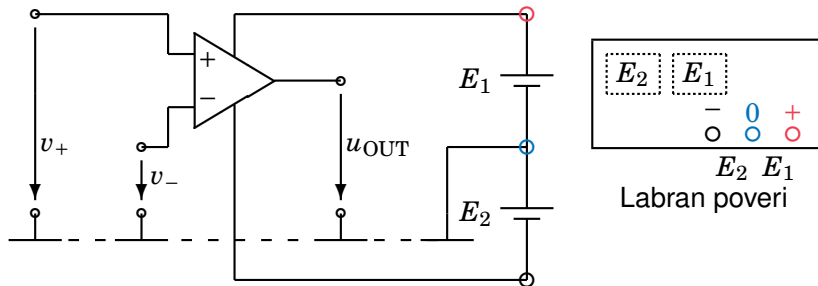 +
−
v+
v−
uOUT
E1
E2
E2 E1
− 0 +
E2 E1
Labran poveri